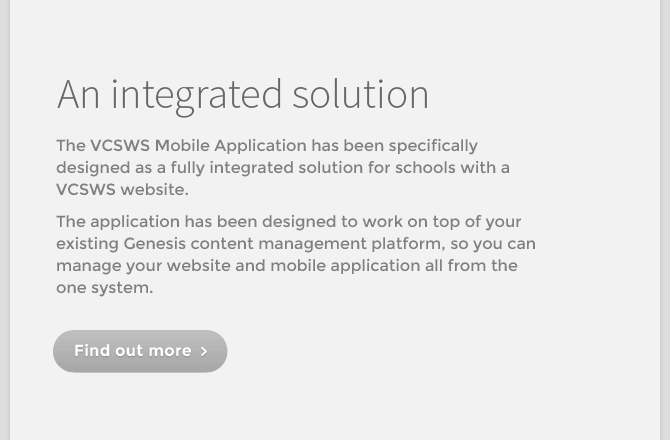 An integrated solution
The VCSWS Mobile Application has been specifically
designed as a fully integrated solution for schools with a
VCSWS website.
The application has been designed to work on top of your
existing Genesis content management platform, so you can
manage your website and mobile application all from the
one system.
Find out more >